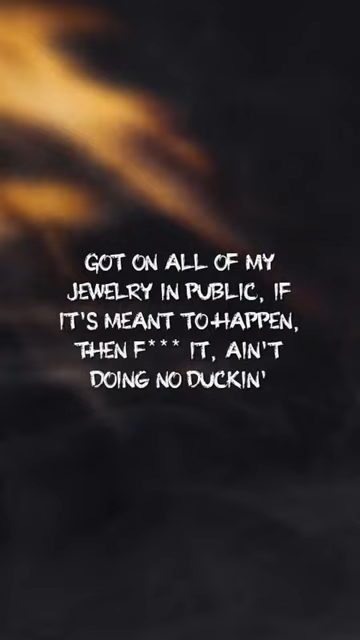 GOT ON ALL OF MY
JEWELRY IN PUBLIC, IF
IT'S MEANT TO HAPPEN,
THEN F*** IT, AIN'T
DOING NO DUCKIN'